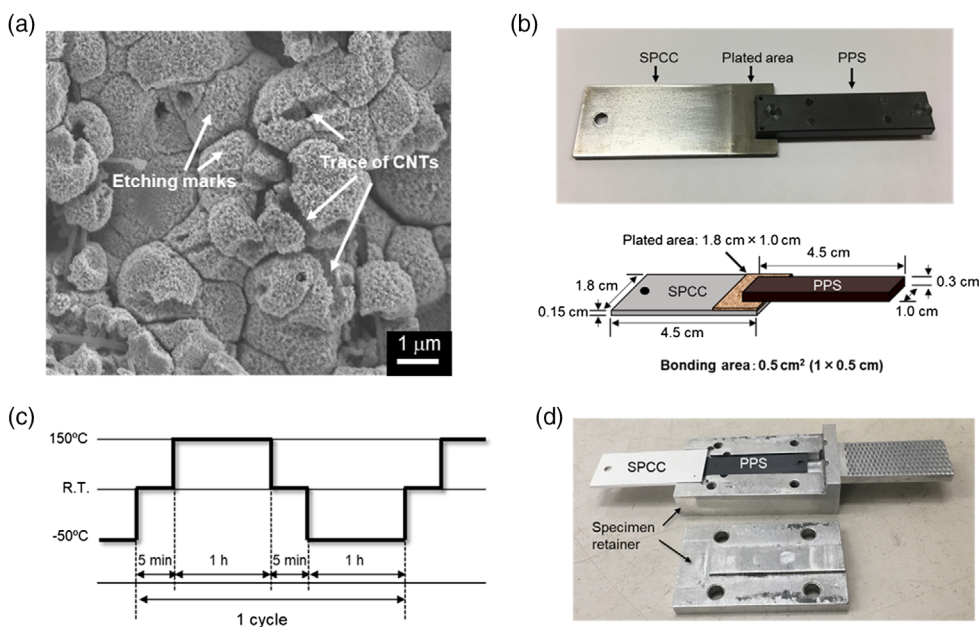 (a)
Etching marks
Trace of CNTs
1 μm
(b)
SPCC
Plated area
PPS
Plated area: 1.8 cm × 1.0 cm
4.5 cm
1.8 cm
SPCC
PPS
0.3 cm
0.15 cm
1.0 cm
4.5 cm
Bonding area: 0.5 cm² (1 × 0.5 cm)
(c)
150ºC
R.T.
-50ºC
5 min
1 h
5 min
1 h
1 cycle
(d)
SPCC
PPS
Specimen
retainer